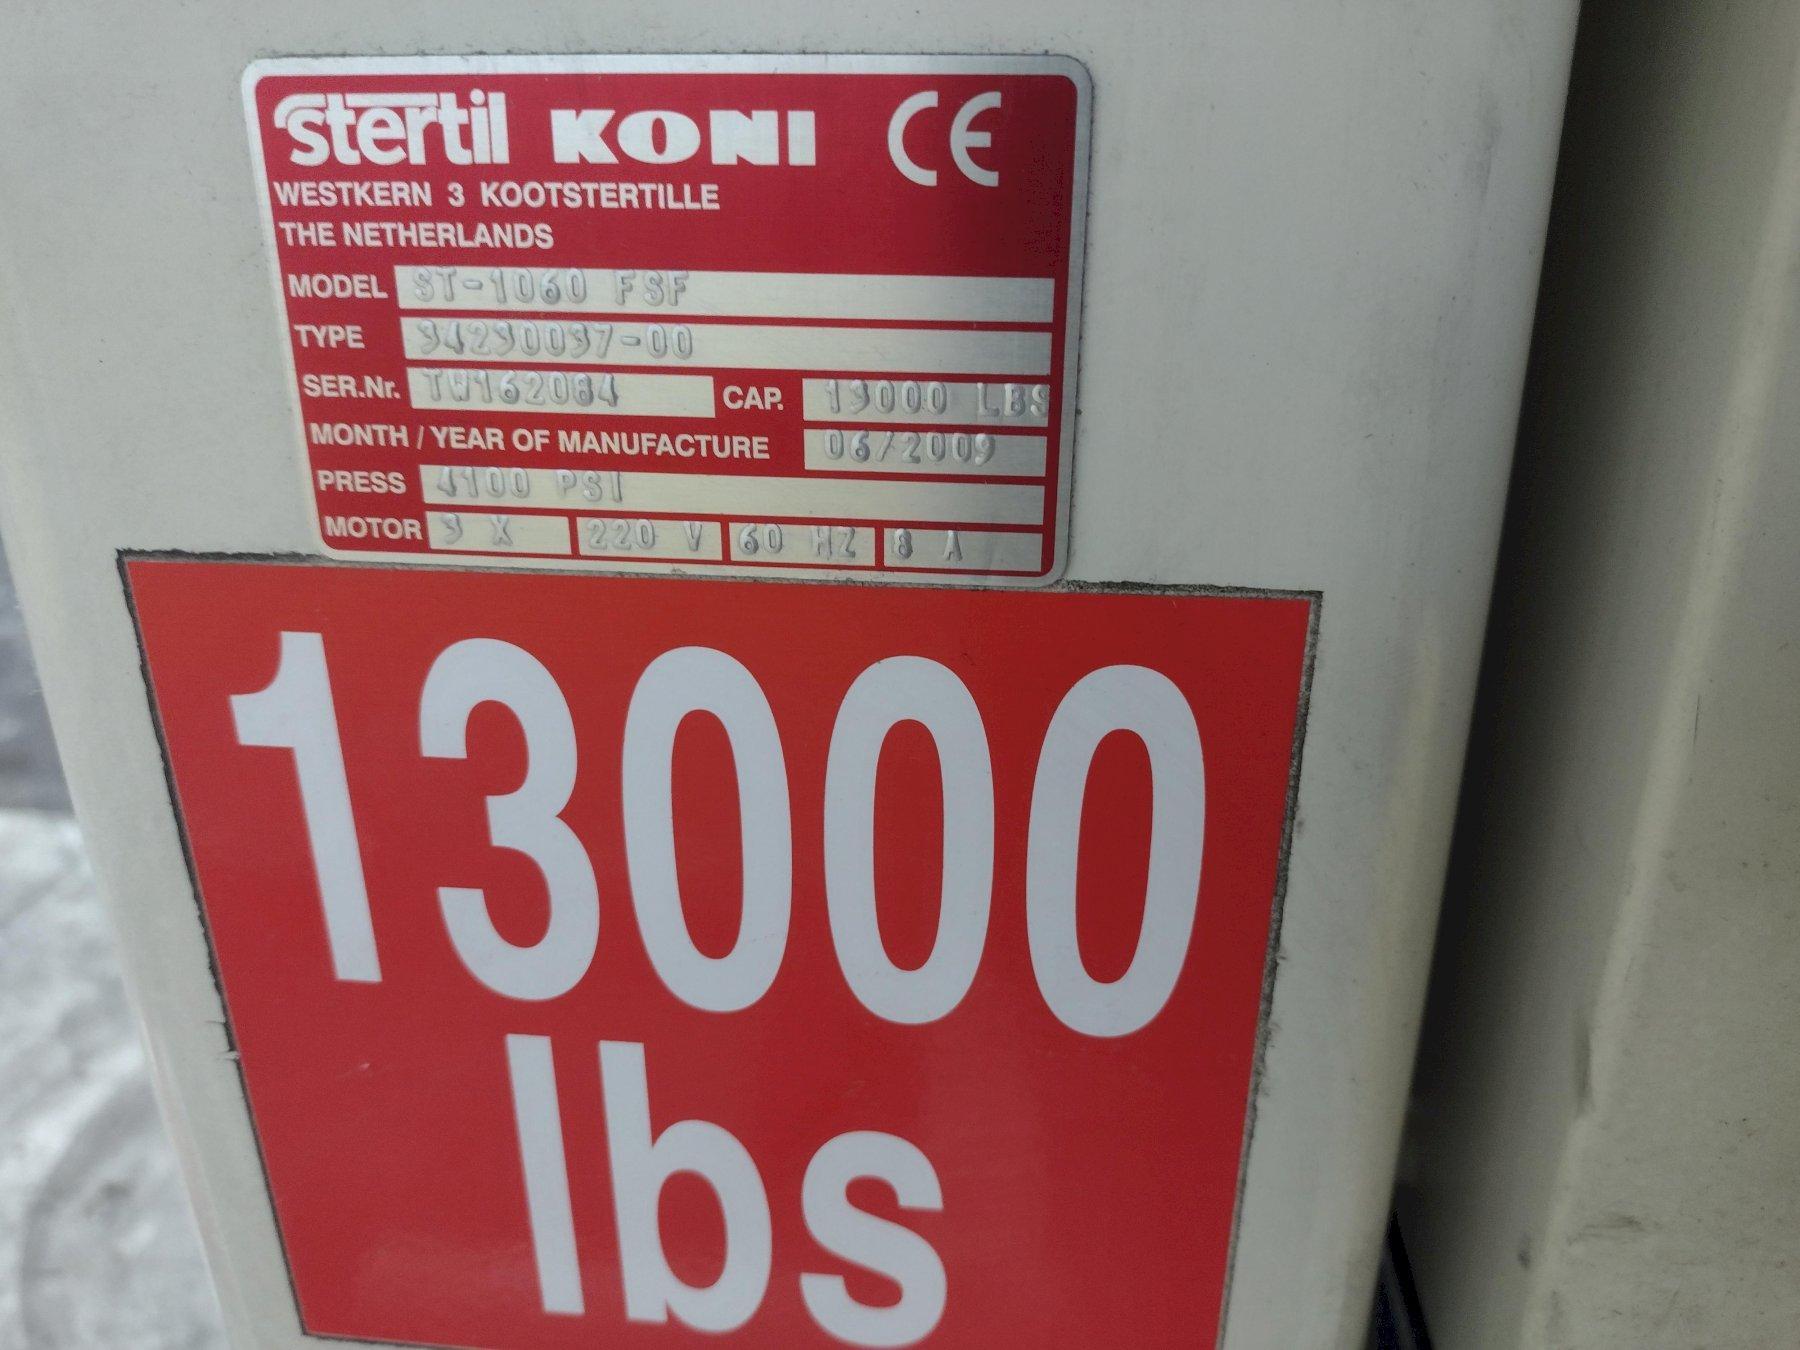 stertil KONI CE
WESTKERN 3 KOOTSTERTILLE
THE NETHERLANDS
MODEL ST-1060 FSF
TYPE 34230037-00
SER.Nr. TW162084 CAP. 13000 LBS
MONTH / YEAR OF MANUFACTURE 06/2009
PRESS 4100 PSI
MOTOR 3 X 220 V 60 HZ 8 A
13000
lbs